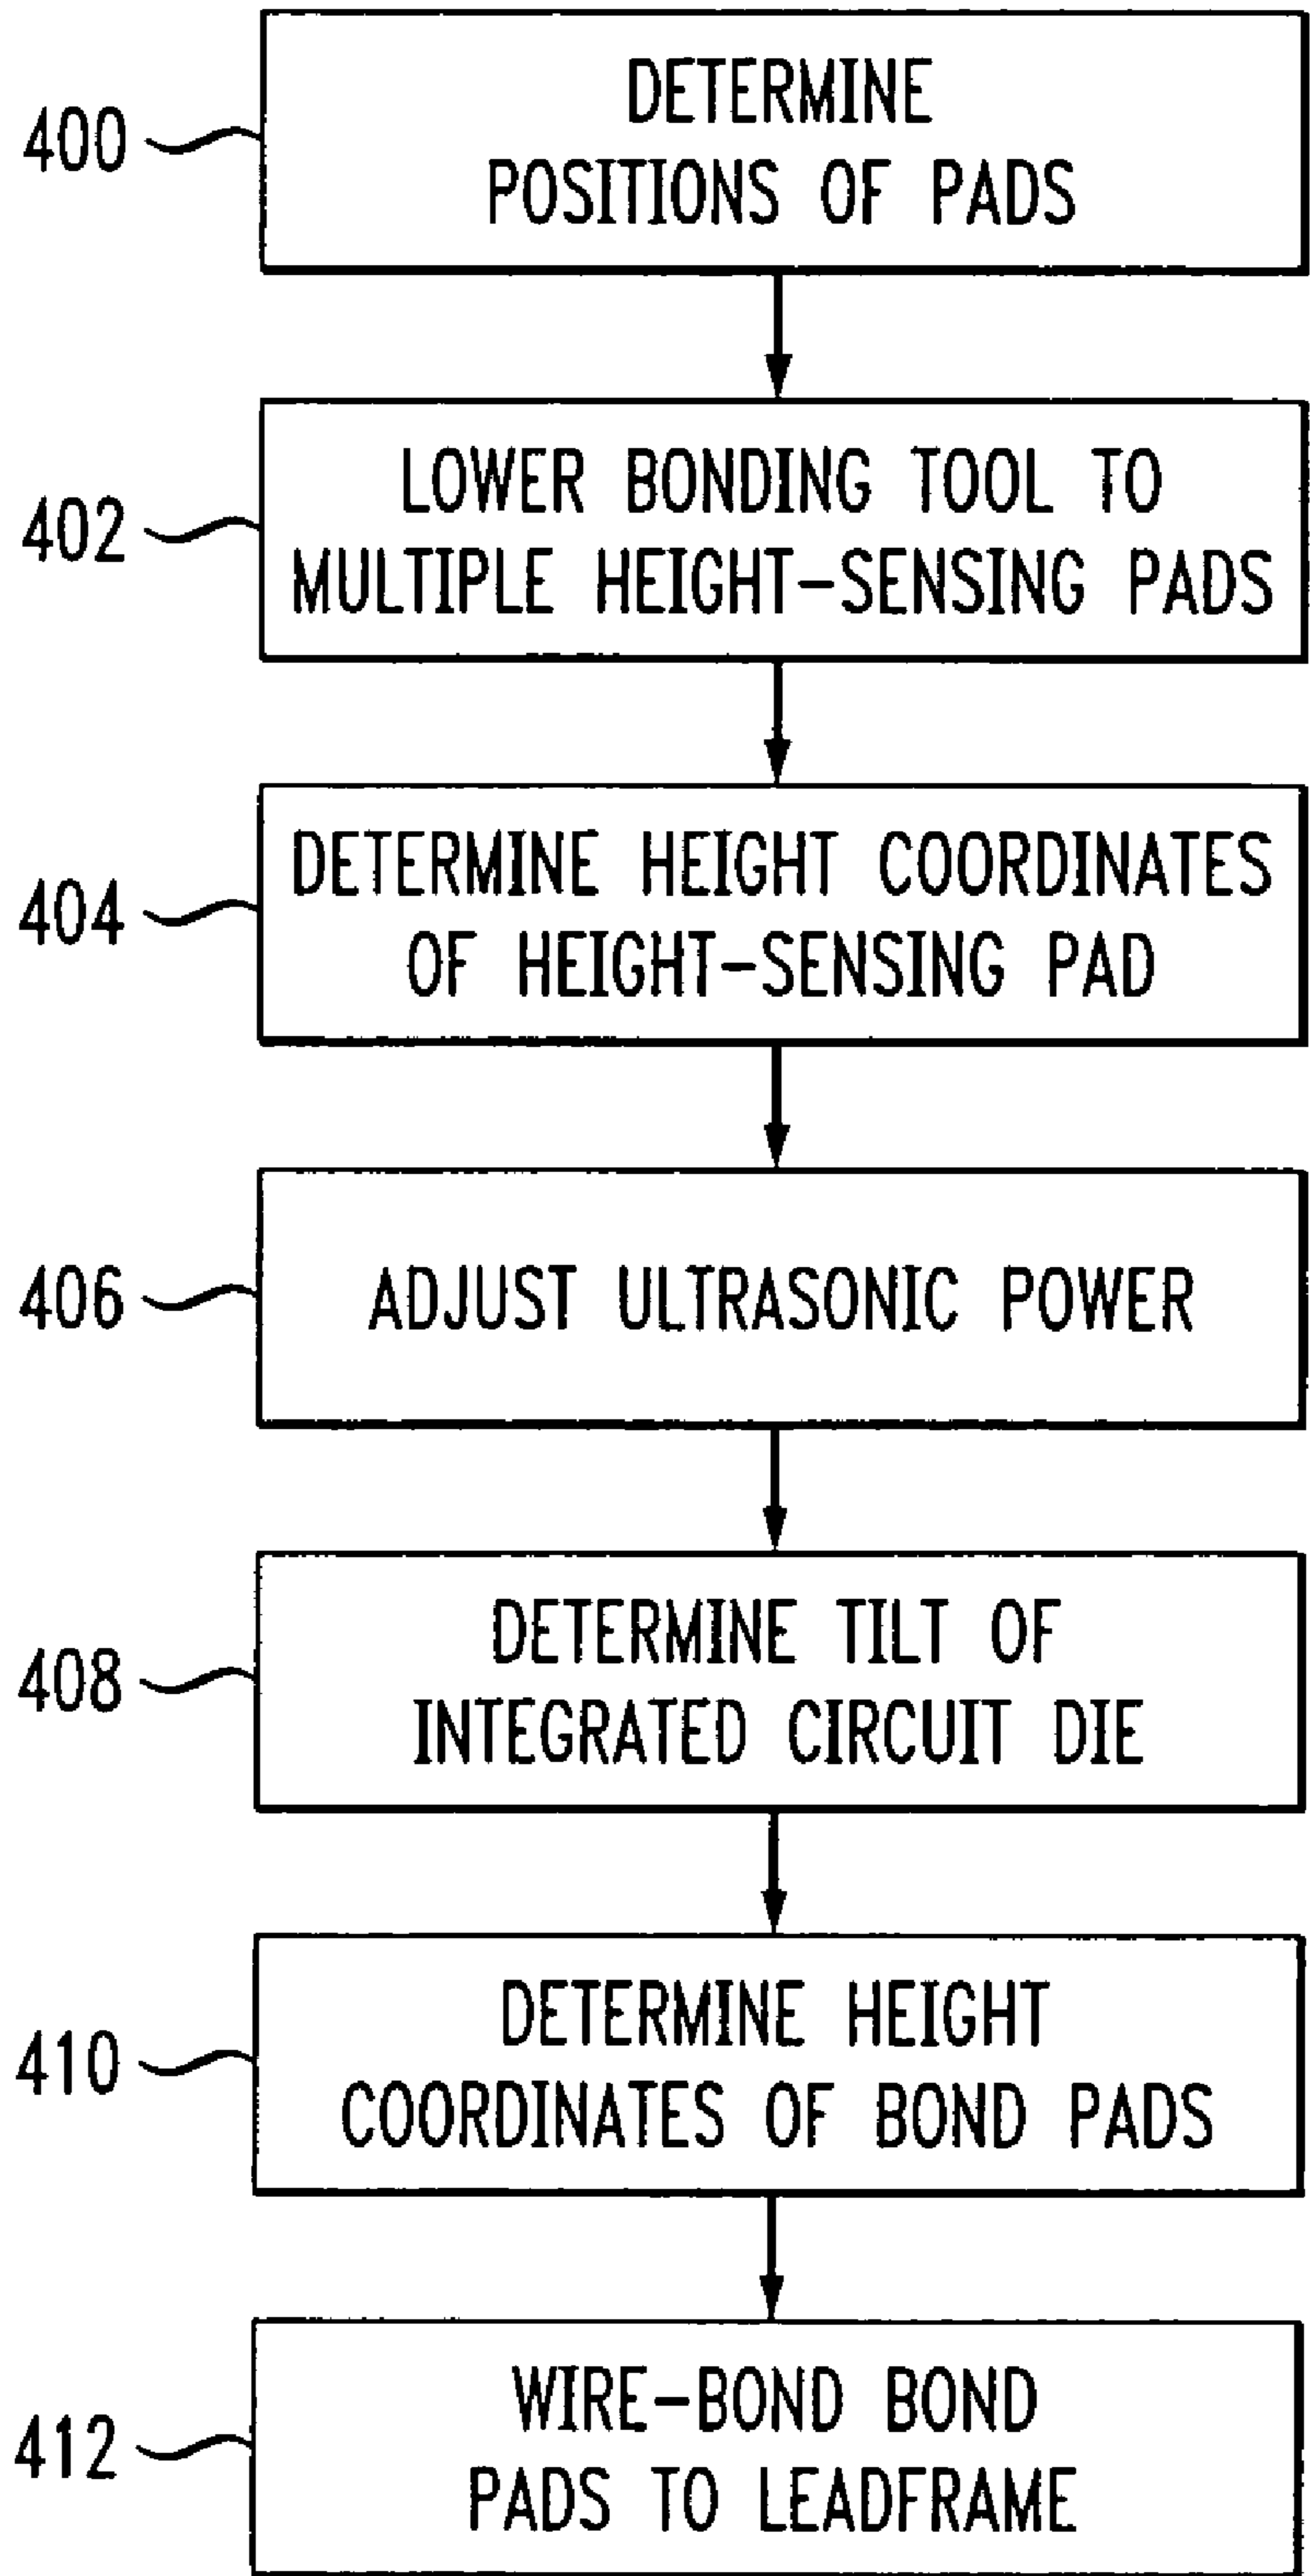 400
DETERMINE
POSITIONS OF PADS
402
LOWER BONDING TOOL TO
MULTIPLE HEIGHT-SENSING PADS
404
DETERMINE HEIGHT COORDINATES
OF HEIGHT-SENSING PAD
406
ADJUST ULTRASONIC POWER
408
DETERMINE TILT OF
INTEGRATED CIRCUIT DIE
410
DETERMINE HEIGHT
COORDINATES OF BOND PADS
412
WIRE-BOND BOND
PADS TO LEADFRAME